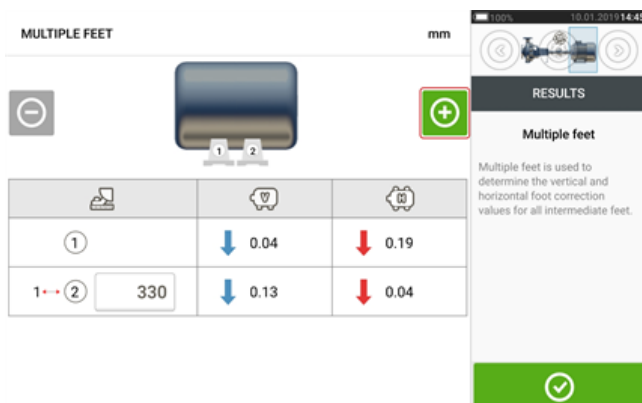 MULTIPLE FEET mm
1 2
V H
1 0.04 0.19
1 2 330 0.13 0.04
100% 10.01.2019 14:45
RESULTS
Multiple feet
Multiple feet is used to
determine the vertical and
horizontal foot correction
values for all intermediate feet.